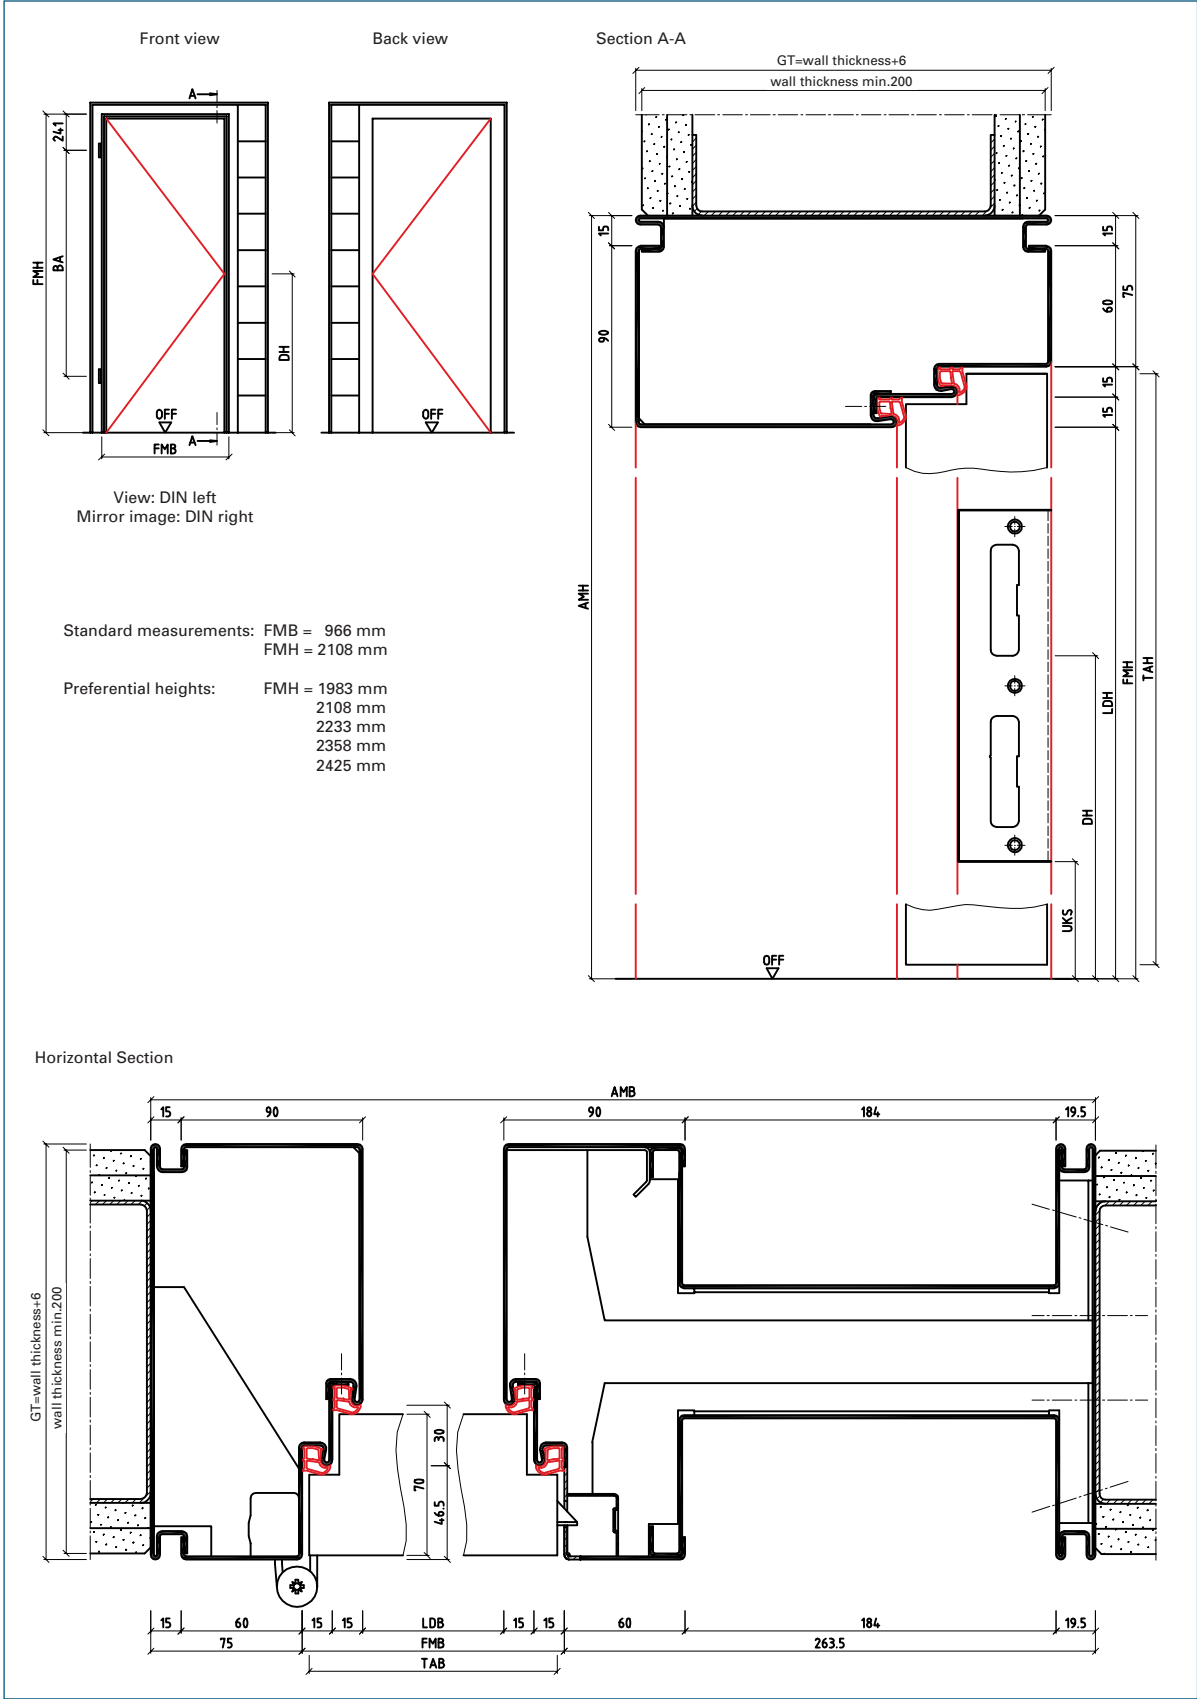 Front view
Back view
Section A-A
GT=wall thickness+6
wall thickness min.200
A
241
BA
FMH
DH
OFF
A
FMB
OFF
View: DIN left
Mirror image: DIN right
15
90
15
60
75
15
15
AMH
LDH
FMH
TAH
DH
UKS
OFF
Standard measurements: FMB = 966 mm
FMH = 2108 mm
Preferential heights: FMH = 1983 mm
2108 mm
2233 mm
2358 mm
2425 mm
Horizontal Section
AMB
15
90
90
184
19.5
GT=wall thickness+6
wall thickness min.200
30
70
46.5
15
60
15
15
LDB
15
15
60
184
19.5
75
FMB
263.5
TAB